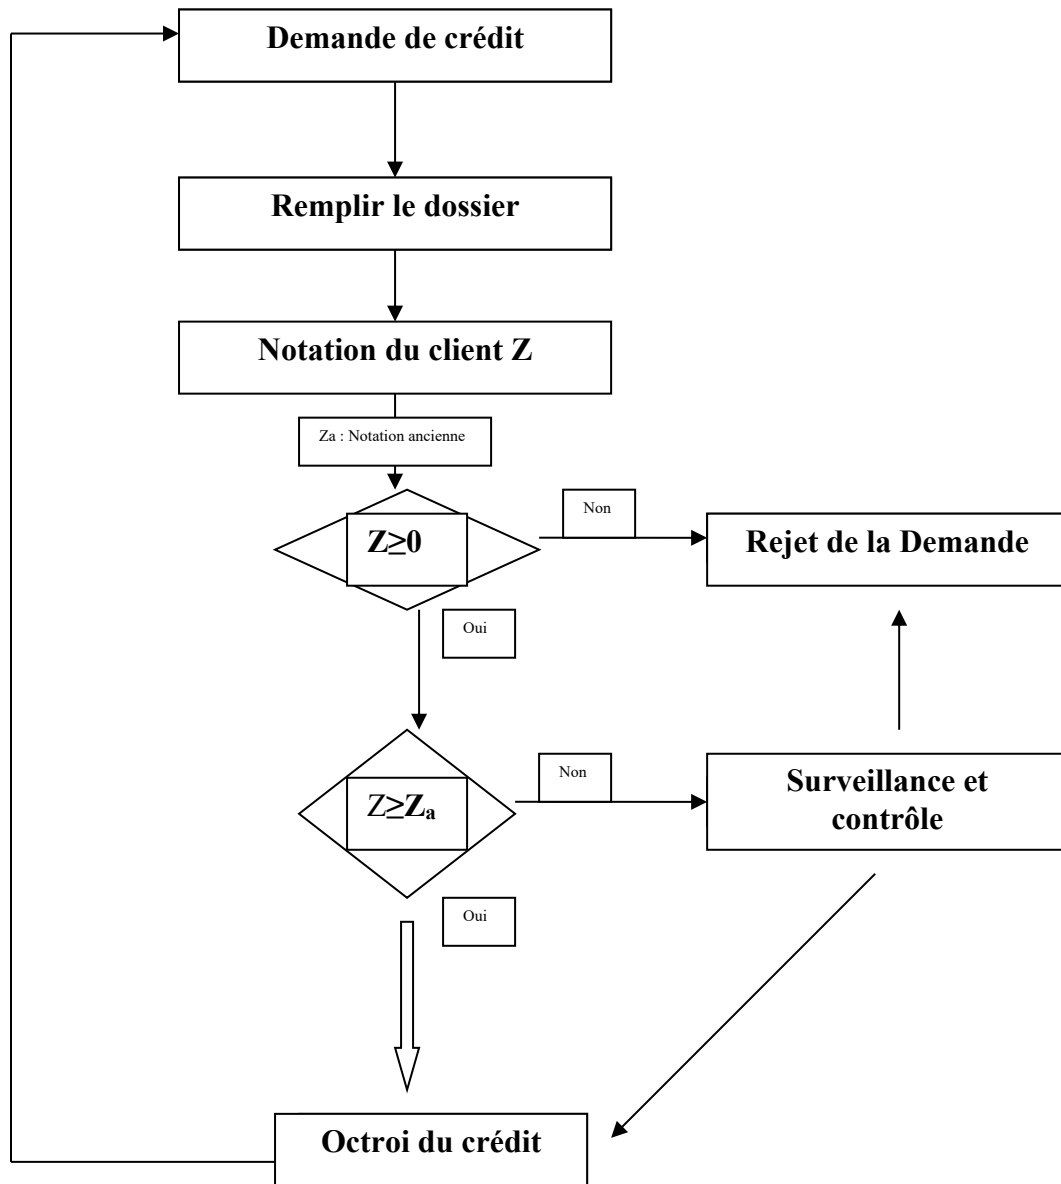 Demande de crédit
Remplir le dossier
Notation du client Z
Za : Notation ancienne
Z≥0
Non
Rejet de la Demande
Oui
Z≥Za
Non
Surveillance et
contrôle
Oui
Octroi du crédit